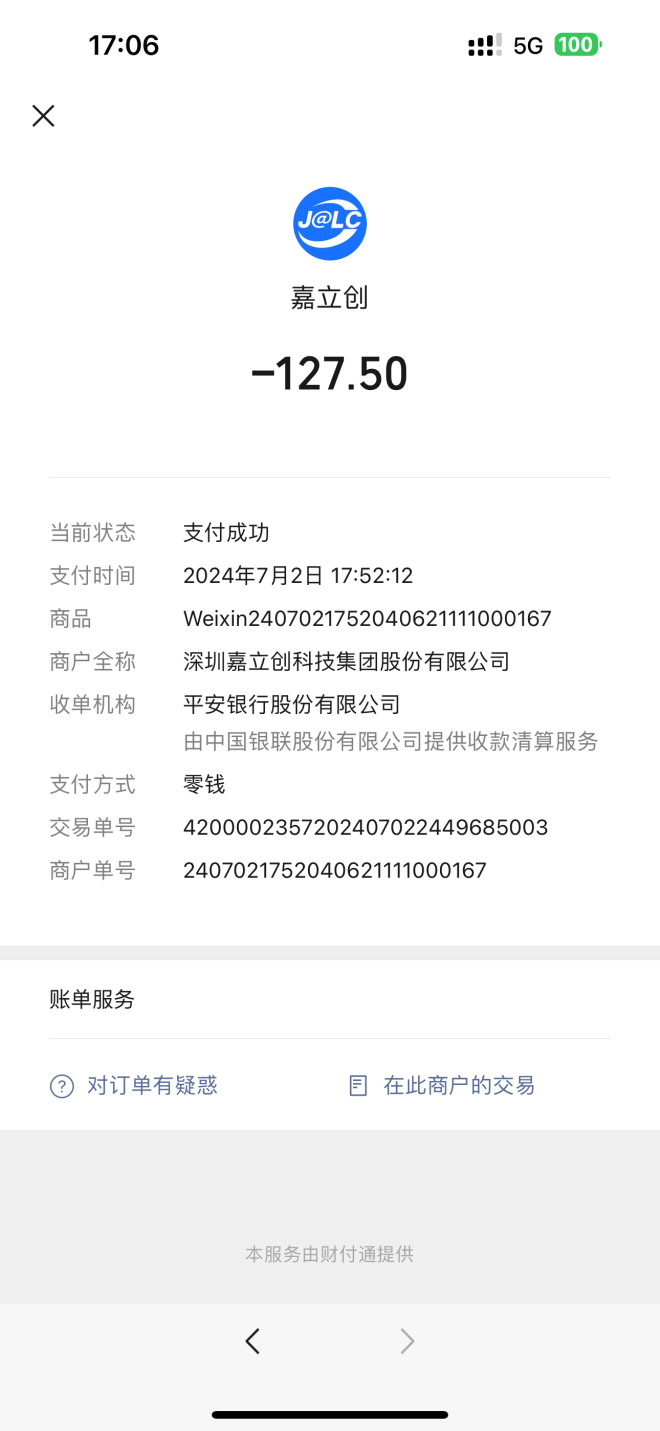 17:06
5G 100
J@LC
嘉立创
-127.50
当前状态 支付成功
支付时间 2024年7月2日 17:52:12
商品 Weixin2407021752040621111000167
商户全称 深圳嘉立创科技集团股份有限公司
收单机构 平安银行股份有限公司
由中国银联股份有限公司提供收款清算服务
支付方式 零钱
交易单号 4200002357202407022449685003
商户单号 2407021752040621111000167
账单服务
对订单有疑惑 在此商户的交易
本服务由财付通提供